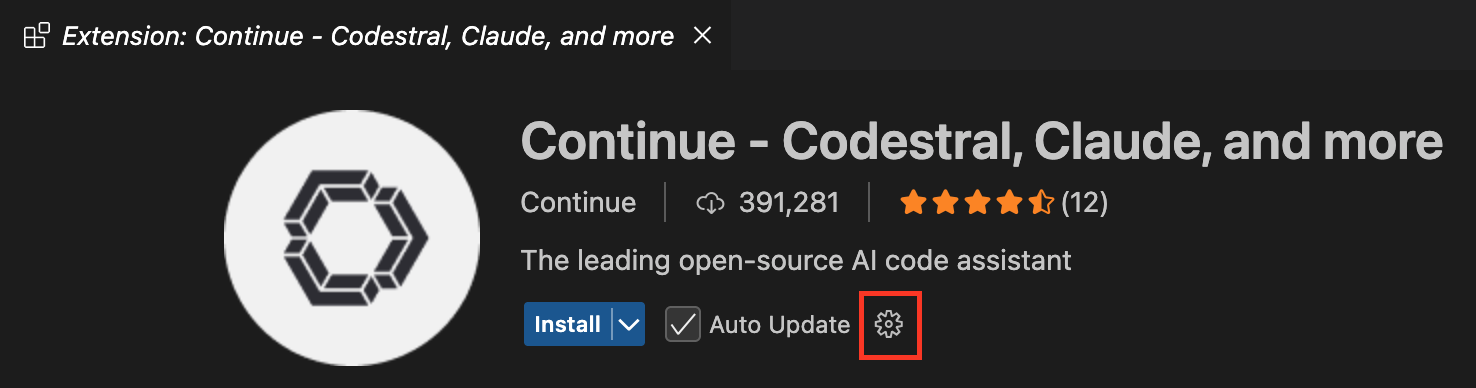 Extension: Continue - Codestral, Claude, and more
Continue - Codestral, Claude, and more
Continue 391,281 (12)
The leading open-source AI code assistant
Install Auto Update